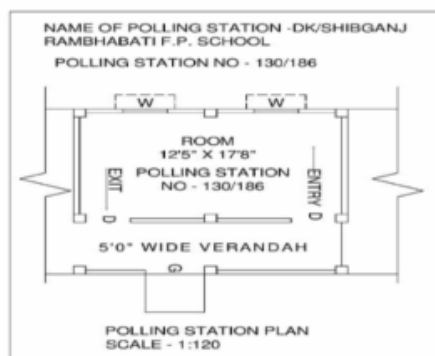 NAME OF POLLING STATION -DK/SHIBGANJ
RAMBHABATI F.P. SCHOOL
POLLING STATION NO - 130/186
W
W
ROOM
12'5" X 17'8"
POLLING STATION
NO - 130/186
EXIT
D
ENTRY
D
5'0" WIDE VERANDAH
G
POLLING STATION PLAN
SCALE - 1:120